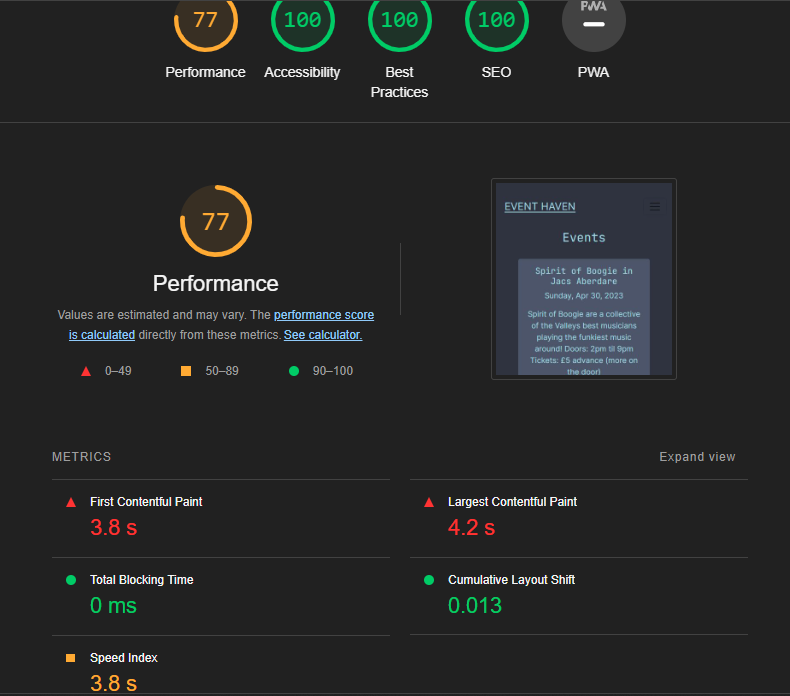 77
100
100
100
PWA
Performance
Accessibility
Best
Practices
SEO
PWA
77
Performance
Values are estimated and may vary. The performance score
is calculated directly from these metrics. See calculator.
0–49
50–89
90–100
EVENT HAVEN
Events
Spirit of Boogie in
Jacs Aberdare
Sunday, Apr 30, 2023
Spirit of Boogie are a collective
of the Valleys best musicians
playing the funkiest music
around! Doors: 2pm til 9pm
Tickets: £5 advance (more on
the door)
METRICS
Expand view
First Contentful Paint
3.8 s
Largest Contentful Paint
4.2 s
Total Blocking Time
0 ms
Cumulative Layout Shift
0.013
Speed Index
3.8 s